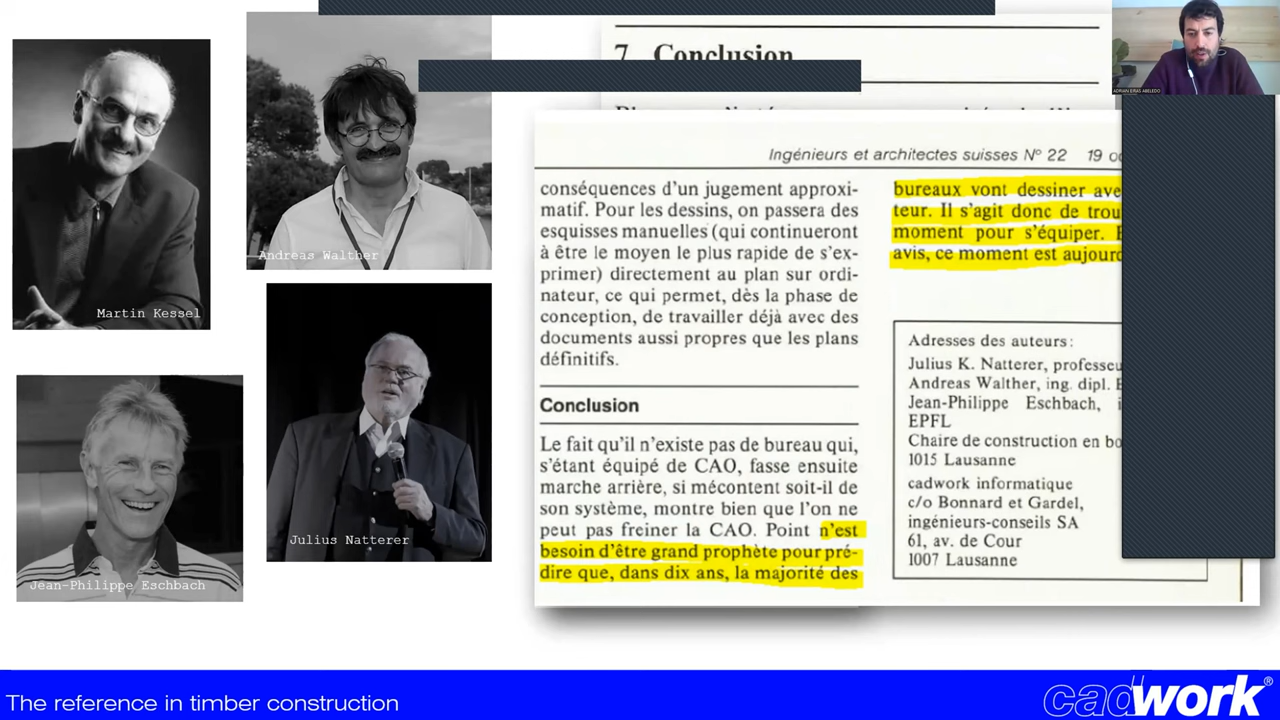 Martin Kessel
Andreas Walther
Julius Natterer
Jean-Philippe Eschbach
7. Conclusion
Ingénieurs et architectes suisses Nº 22 19
conséquences d'un jugement approxi-
matif. Pour les dessins, on passera des
esquisses manuelles (qui continueront
à être le moyen le plus rapide de s'ex-
primer) directement au plan sur ordi-
nateur, ce qui permet, dès la phase de
conception, de travailler déjà avec des
documents aussi propres que les plans
définitifs.
Conclusion
Le fait qu'il n'existe pas de bureau qui,
s'étant équipé de CAO, fasse ensuite
marche arrière, si mécontent soit-il de
son système, montre bien que l'on ne
peut pas freiner la CAO. Point n'est
besoin d'être grand prophète pour pré-
dire que, dans dix ans, la majorité des
bureaux vont dessiner
teur. Il s'agit donc de
moment pour s'équiper.
avis, ce moment est
Adresses des auteurs:
Julius K. Natterer,
Andreas Walther, ing. dipl.
Jean-Philippe Eschbach,
EPFL
Chaire de construction en
1015 Lausanne
cadwork informatique
c/o Bonnard et Gardel,
ingénieurs-conseils SA
61, av. de Cour
1007 Lausanne
The reference in timber construction
cadwork®